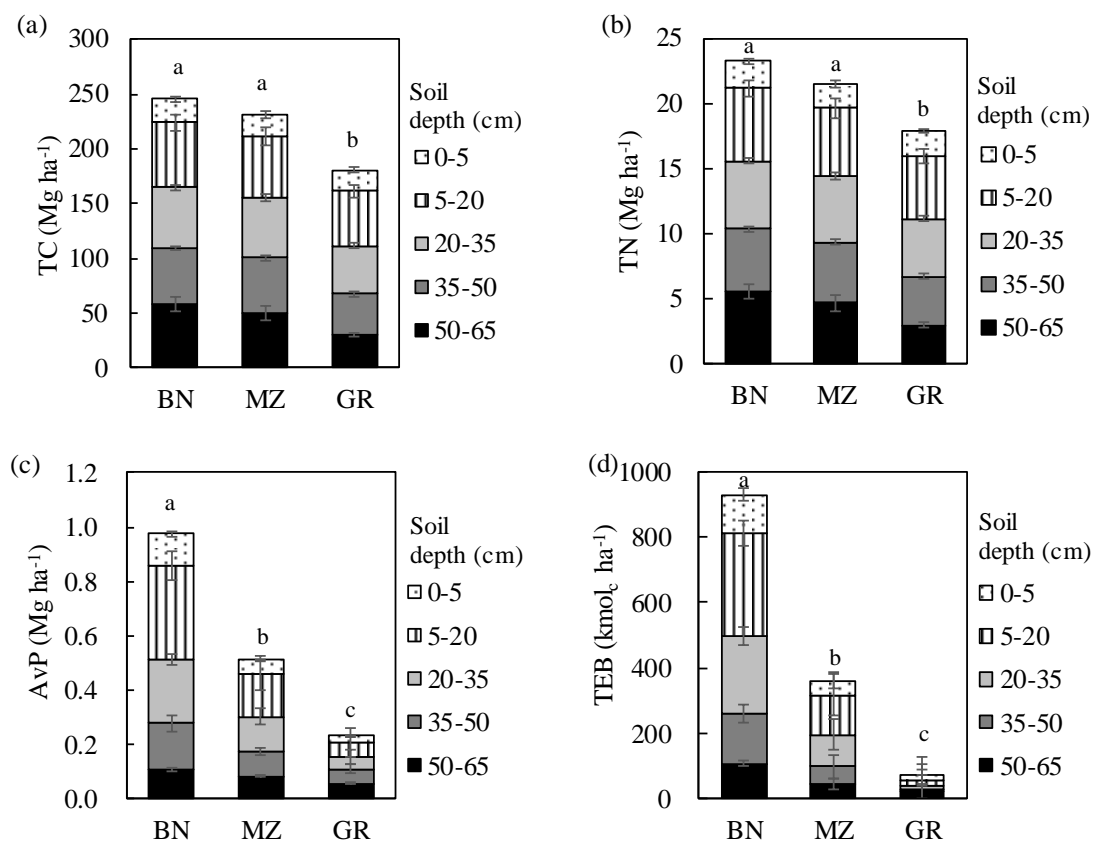 (a)
TC (Mg ha⁻¹)
300
250
200
150
100
50
0
a
a
b
BN MZ GR
Soil
depth (cm)
0-5
5-20
20-35
35-50
50-65
(b)
TN (Mg ha⁻¹)
25
20
15
10
5
0
a
a
b
BN MZ GR
Soil
depth (cm)
0-5
5-20
20-35
35-50
50-65
(c)
AvP (Mg ha⁻¹)
1.2
1.0
0.8
0.6
0.4
0.2
0.0
a
b
c
BN MZ GR
Soil
depth (cm)
0-5
5-20
20-35
35-50
50-65
(d)
TEB (kmol꜀ ha⁻¹)
1000
800
600
400
200
0
a
b
c
BN MZ GR
Soil
depth (cm)
0-5
5-20
20-35
35-50
50-65